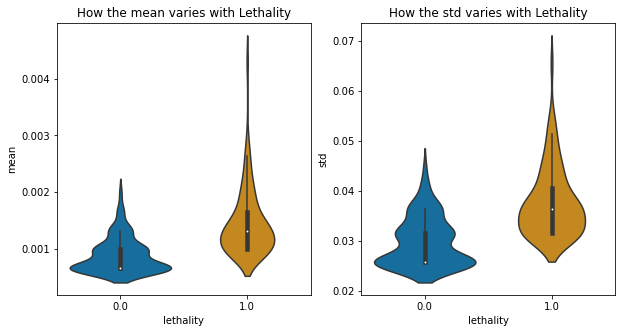 How the mean varies with Lethality
mean
0.004
0.003
0.002
0.001
0.0 1.0
lethality
How the std varies with Lethality
std
0.07
0.06
0.05
0.04
0.03
0.02
0.0 1.0
lethality